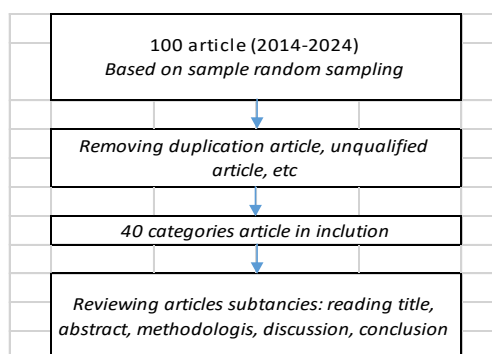 100 article (2014-2024)
Based on sample random sampling
Removing duplication article, unqualified
article, etc
40 categories article in inclution
Reviewing articles subtancies: reading title,
abstract, methodologis, discussion, conclusion